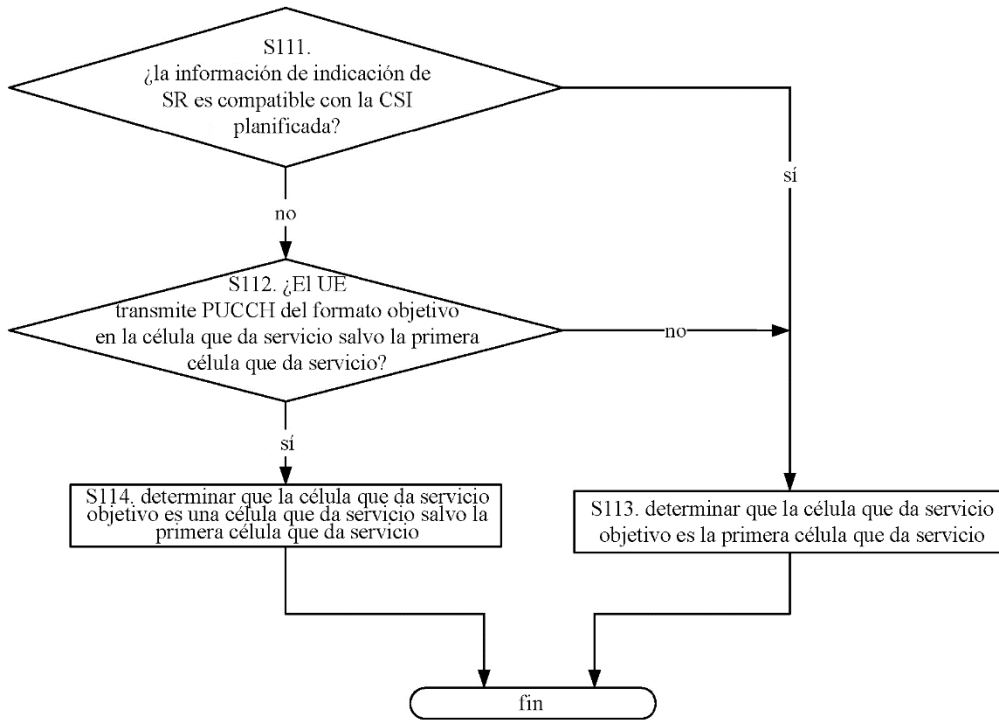 S111.
¿la información de indicación de
SR es compatible con la CSI
planificada?
sí
no
S112. ¿El UE
transmite PUCCH del formato objetivo
en la célula que da servicio salvo la primera
célula que da servicio?
no
sí
S114. determinar que la célula que da servicio
objetivo es una célula que da servicio salvo la
primera célula que da servicio
S113. determinar que la célula que da servicio
objetivo es la primera célula que da servicio
fin